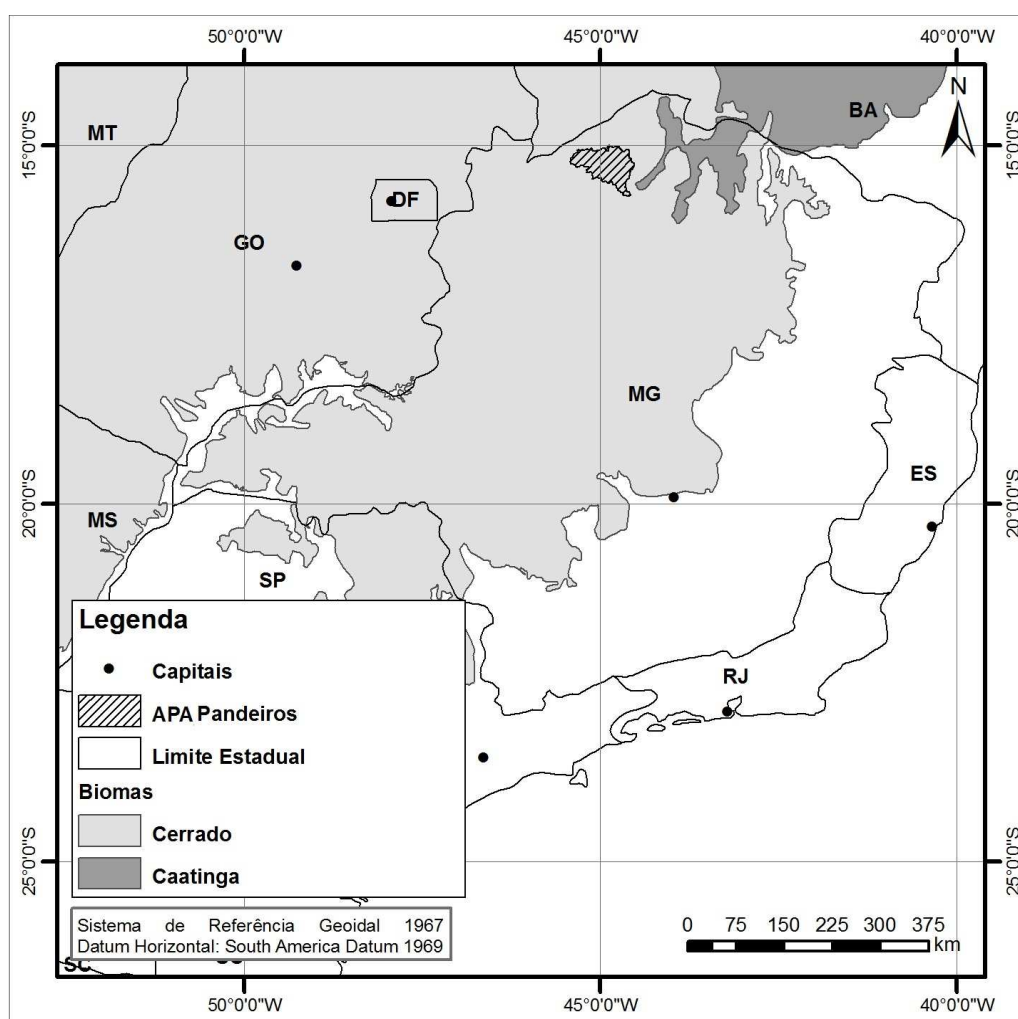 50°0'0"W 45°0'0"W 40°0'0"W
N
BA
MT
15°0'0"S 15°0'0"S
DF
GO
MG
ES
20°0'0"S 20°0'0"S
MS
SP
Legenda
Capitais
RJ
APA Pandeiros
Limite Estadual
Biomas
Cerrado
25°0'0"S 25°0'0"S
Caatinga
Sistema de Referência Geoidal 1967
Datum Horizontal: South America Datum 1969
0 75 150 225 300 375
km
SC
50°0'0"W 45°0'0"W 40°0'0"W